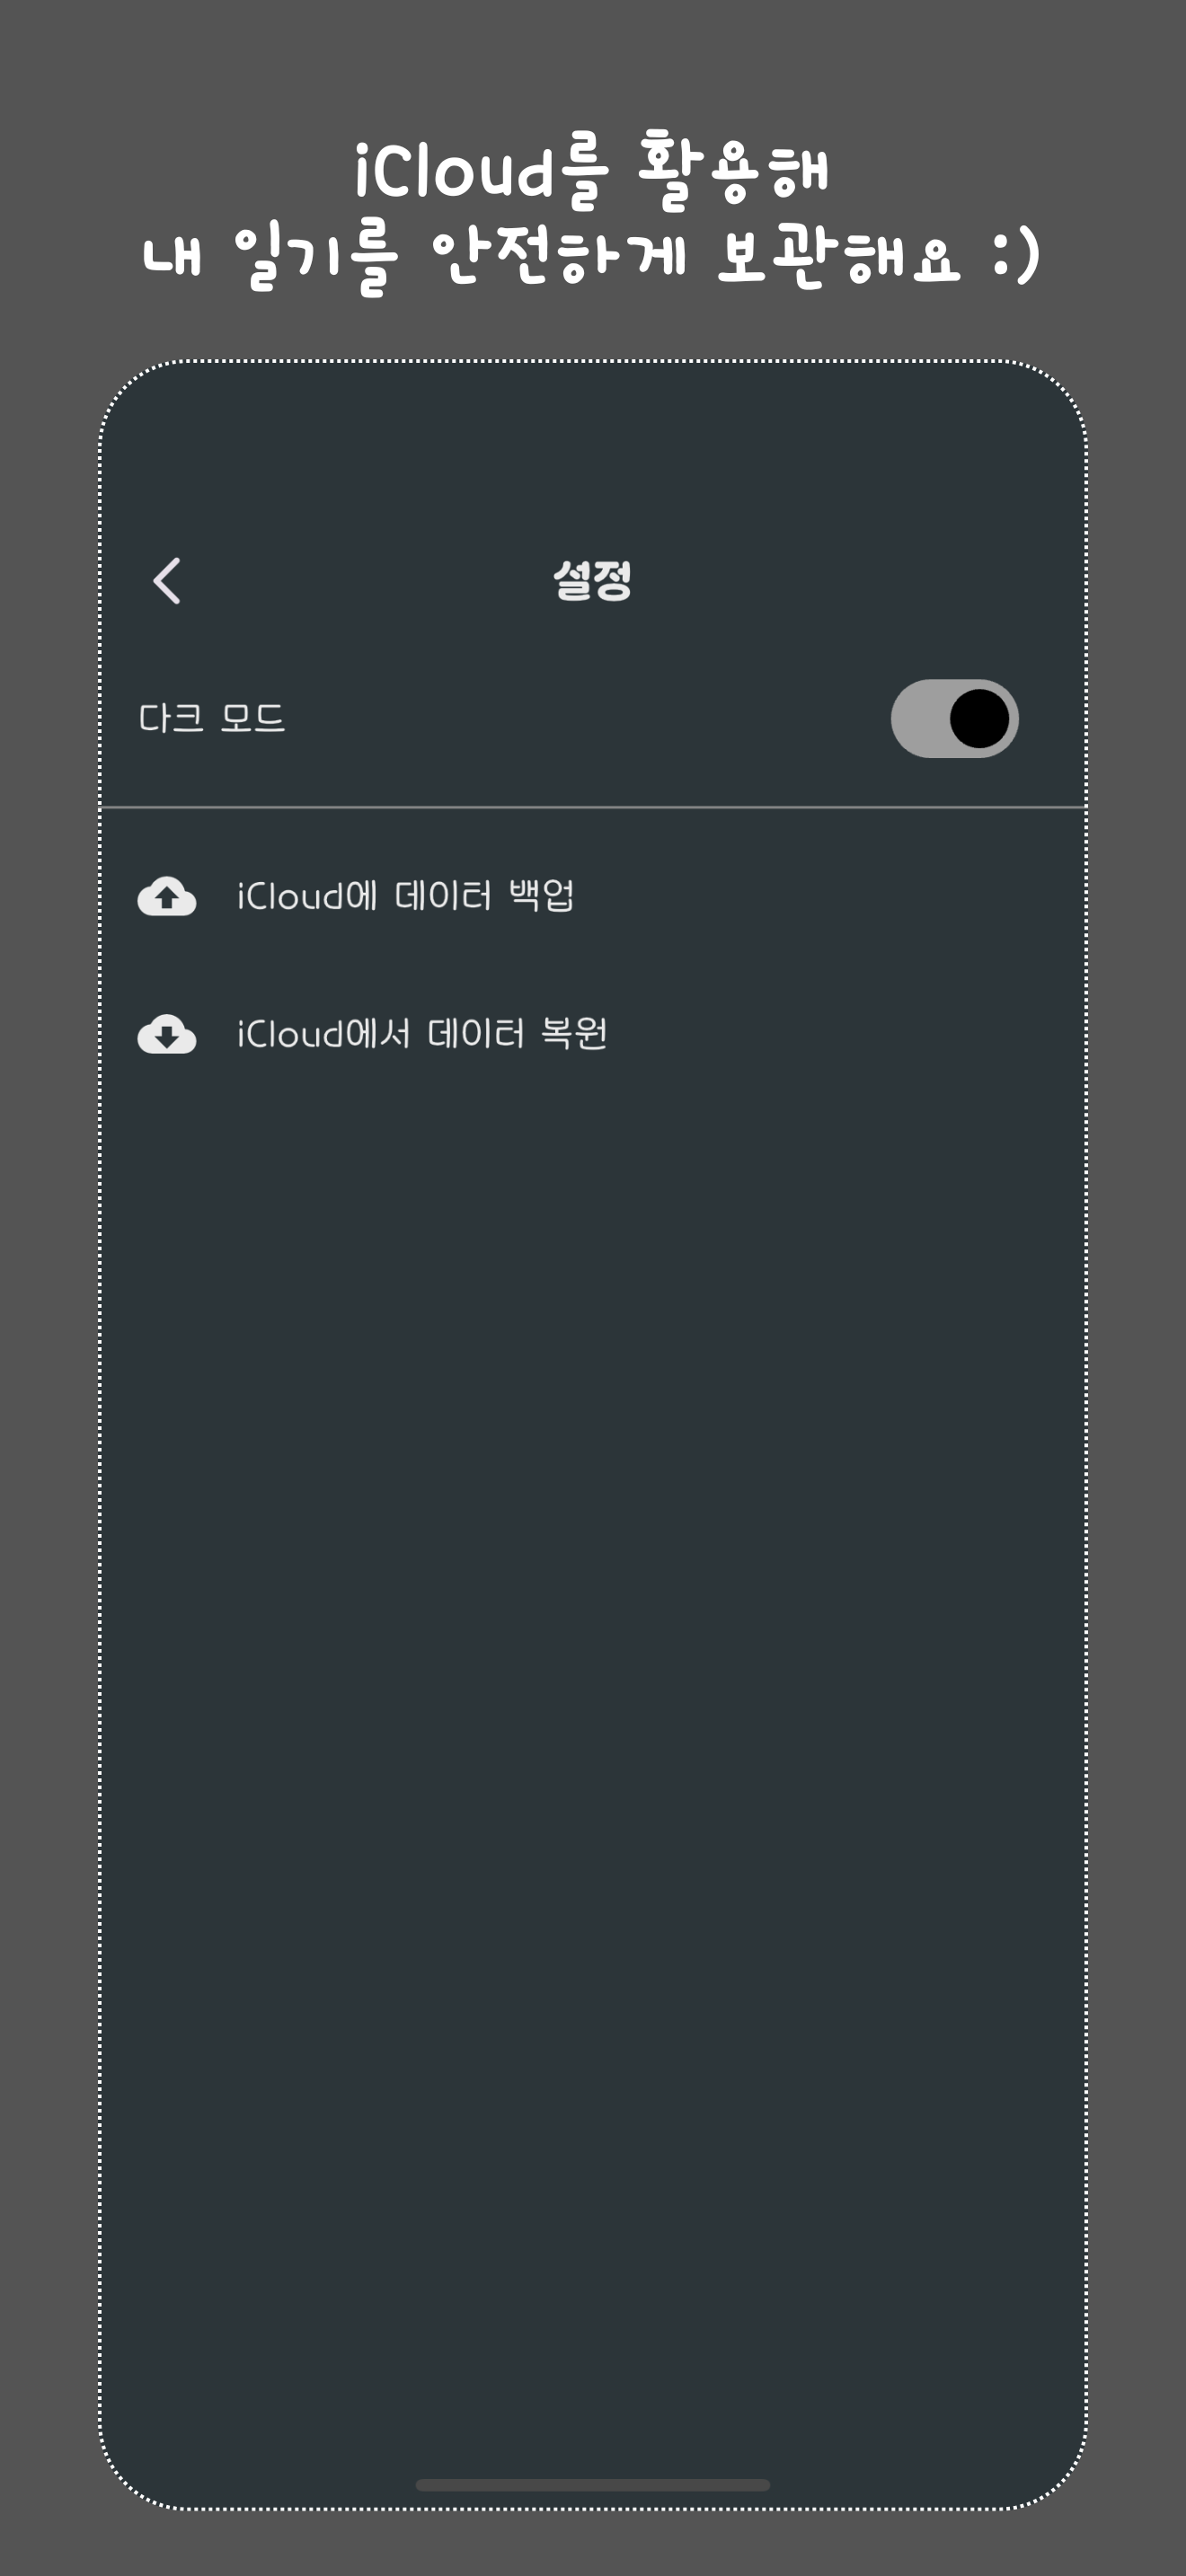 iCloud를 활용해
내 일기를 안전하게 보관해요 :)
설정
다크 모드
iCloud에 데이터 백업
iCloud에서 데이터 복원